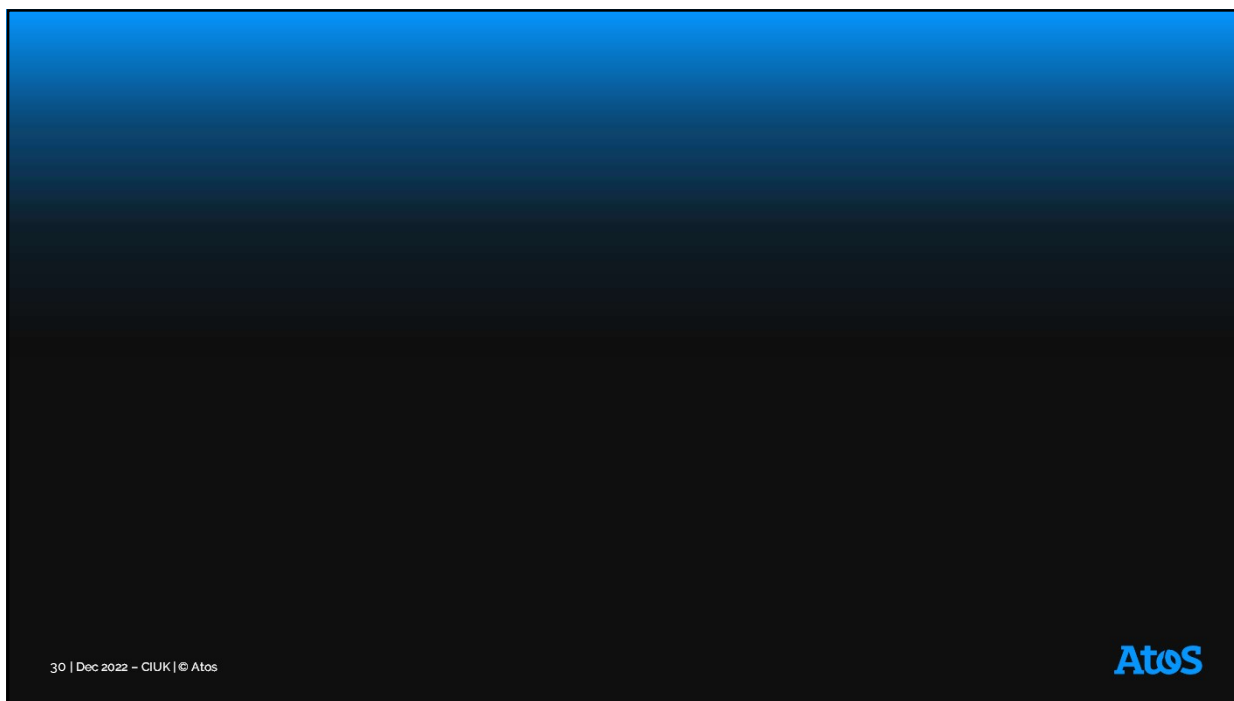 30 | Dec 2022 – CIUK | © Atos
Atos